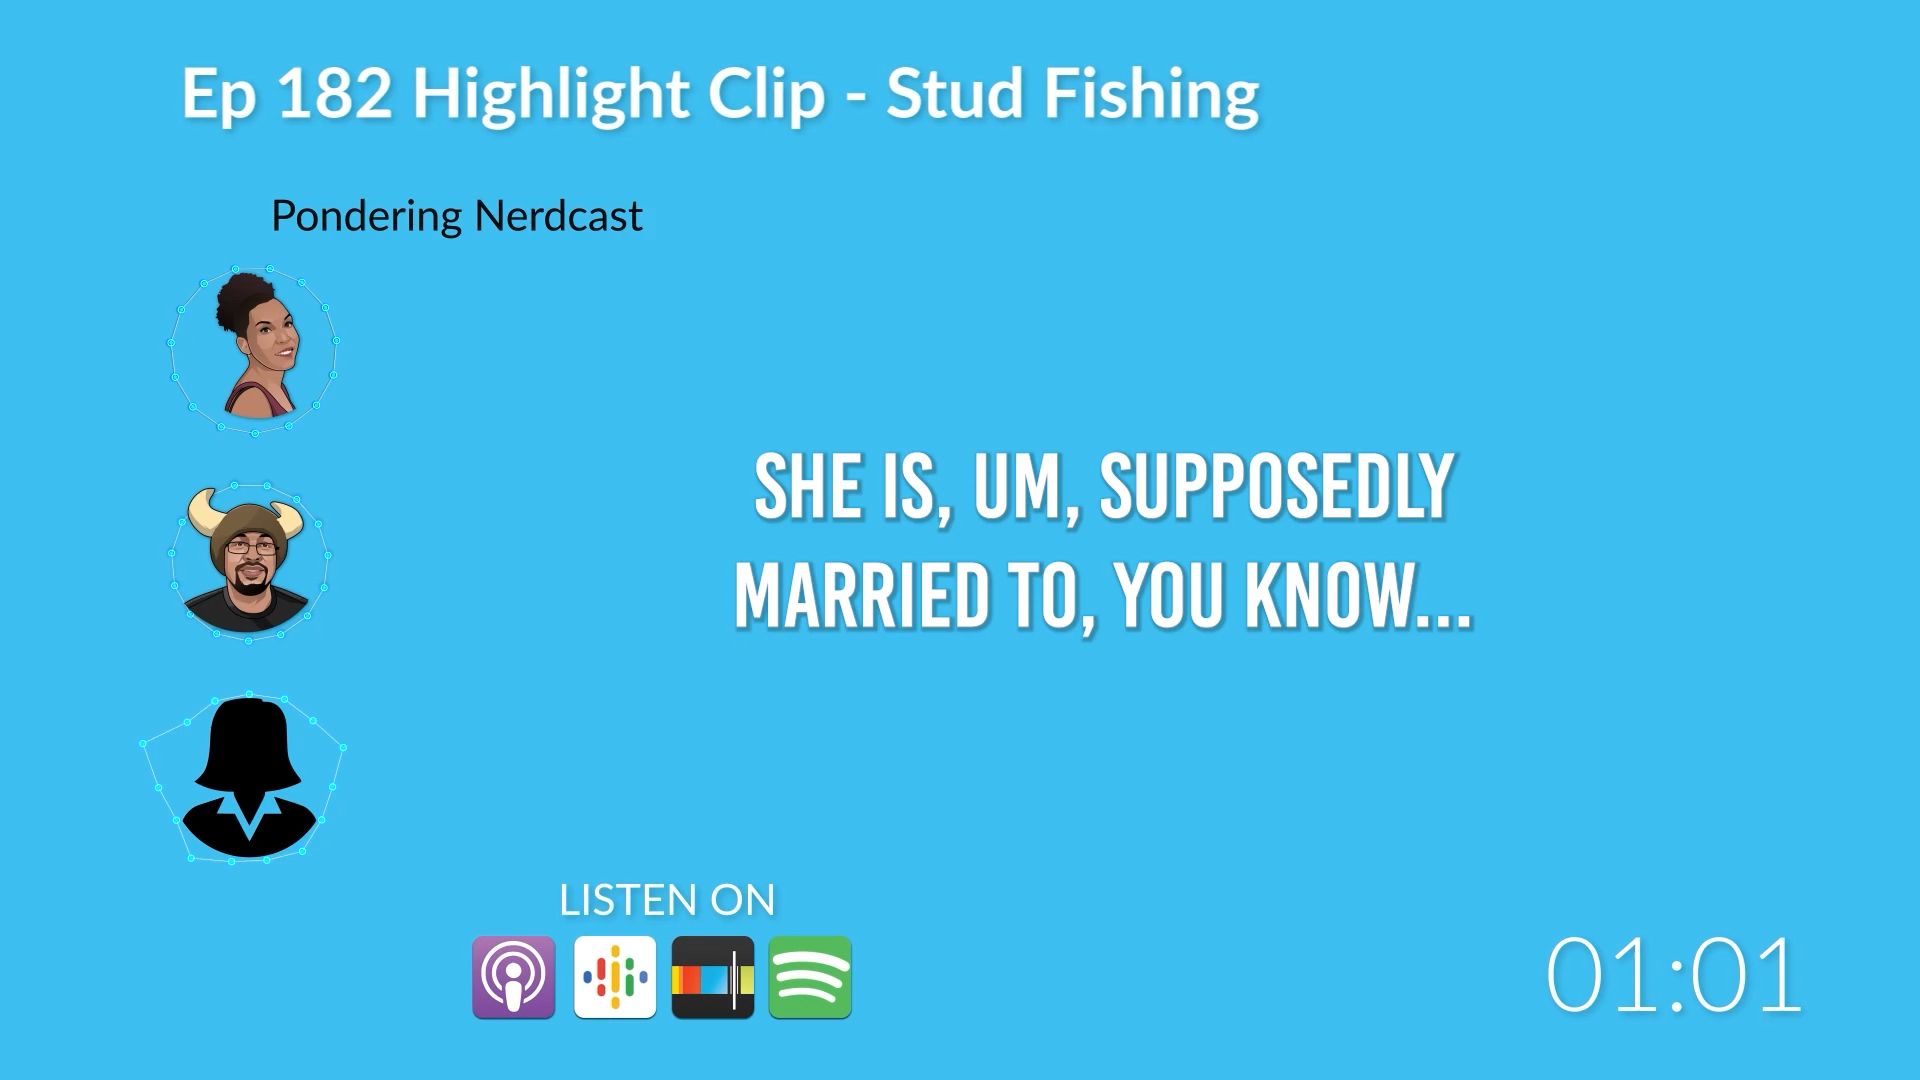 Ep 182 Highlight Clip - Stud Fishing
Pondering Nerdcast
SHE IS, UM, SUPPOSEDLY
MARRIED TO, YOU KNOW...
LISTEN ON
01:01